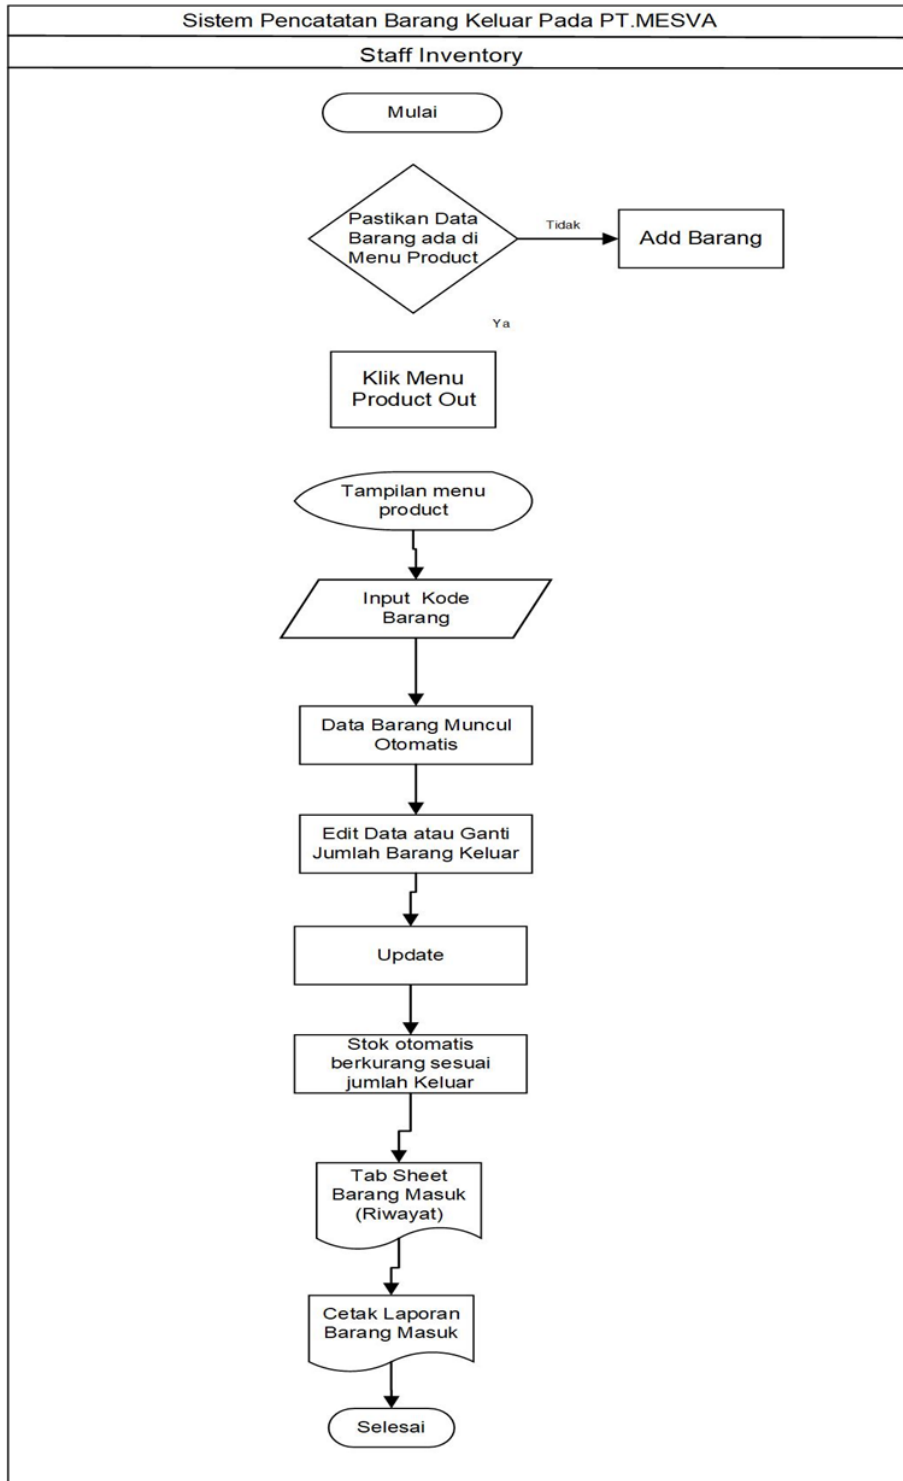 Sistem Pencatatan Barang Keluar Pada PT.MESVA
Staff Inventory
Mulai
Pastikan Data
Barang ada di
Menu Product
Tidak
Add Barang
Ya
Klik Menu
Product Out
Tampilan menu
product
Input Kode
Barang
Data Barang Muncul
Otomatis
Edit Data atau Ganti
Jumlah Barang Keluar
Update
Stok otomatis
berkurang sesuai
jumlah Keluar
Tab Sheet
Barang Masuk
(Riwayat)
Cetak Laporan
Barang Masuk
Selesai